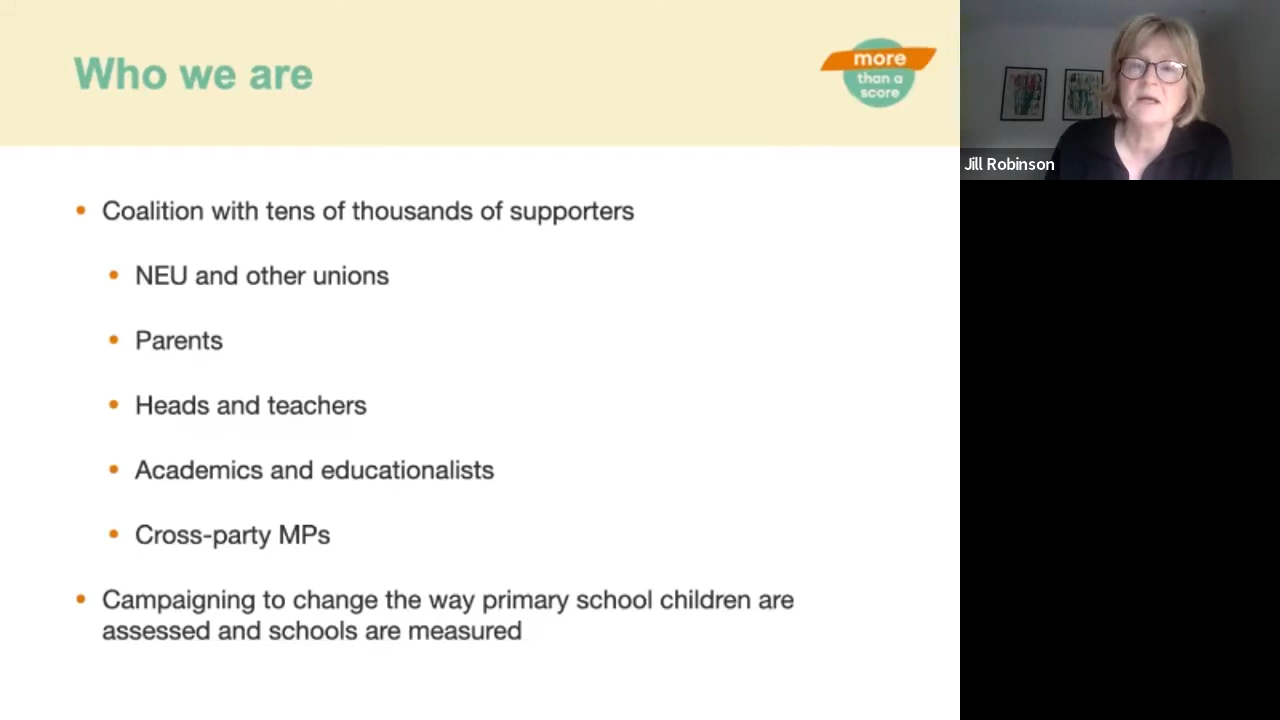 Who we are
more
than a
score
Jill Robinson
Coalition with tens of thousands of supporters
NEU and other unions
Parents
Heads and teachers
Academics and educationalists
Cross-party MPs
Campaigning to change the way primary school children are
assessed and schools are measured